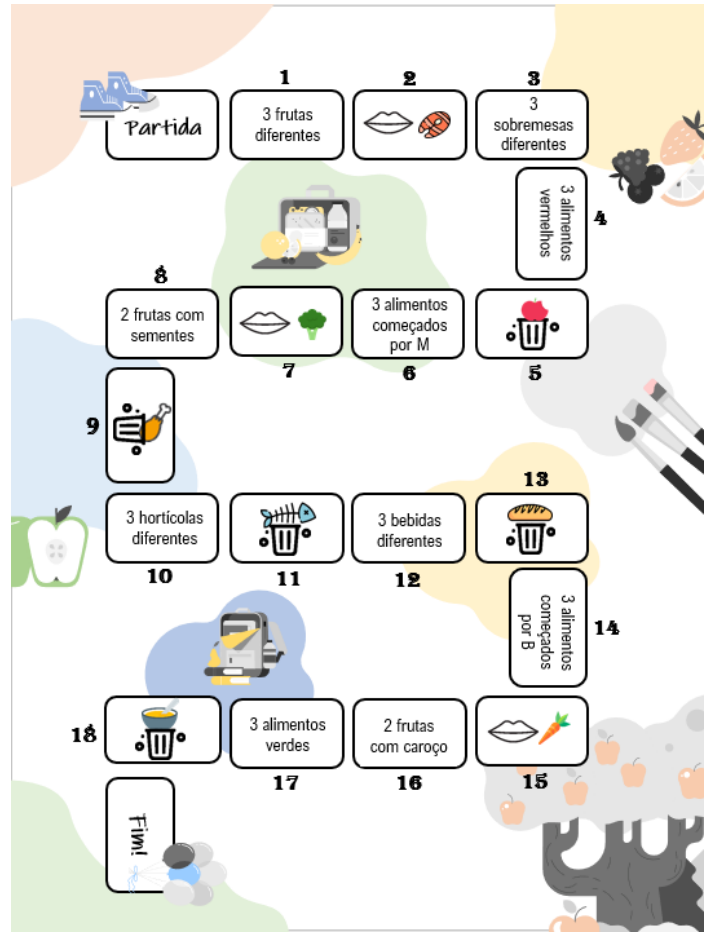 1
2
3
Partida
3 frutas
diferentes
3
sobremesas
diferentes
3 alimentos
vermelhos
4
8
2 frutas com
sementes
3 alimentos
começados
por M
7
6
5
9
13
3 hortícolas
diferentes
3 bebidas
diferentes
10
11
12
3 alimentos
começados
por B
14
18
3 alimentos
verdes
2 frutas
com caroço
17
16
15
Fim!